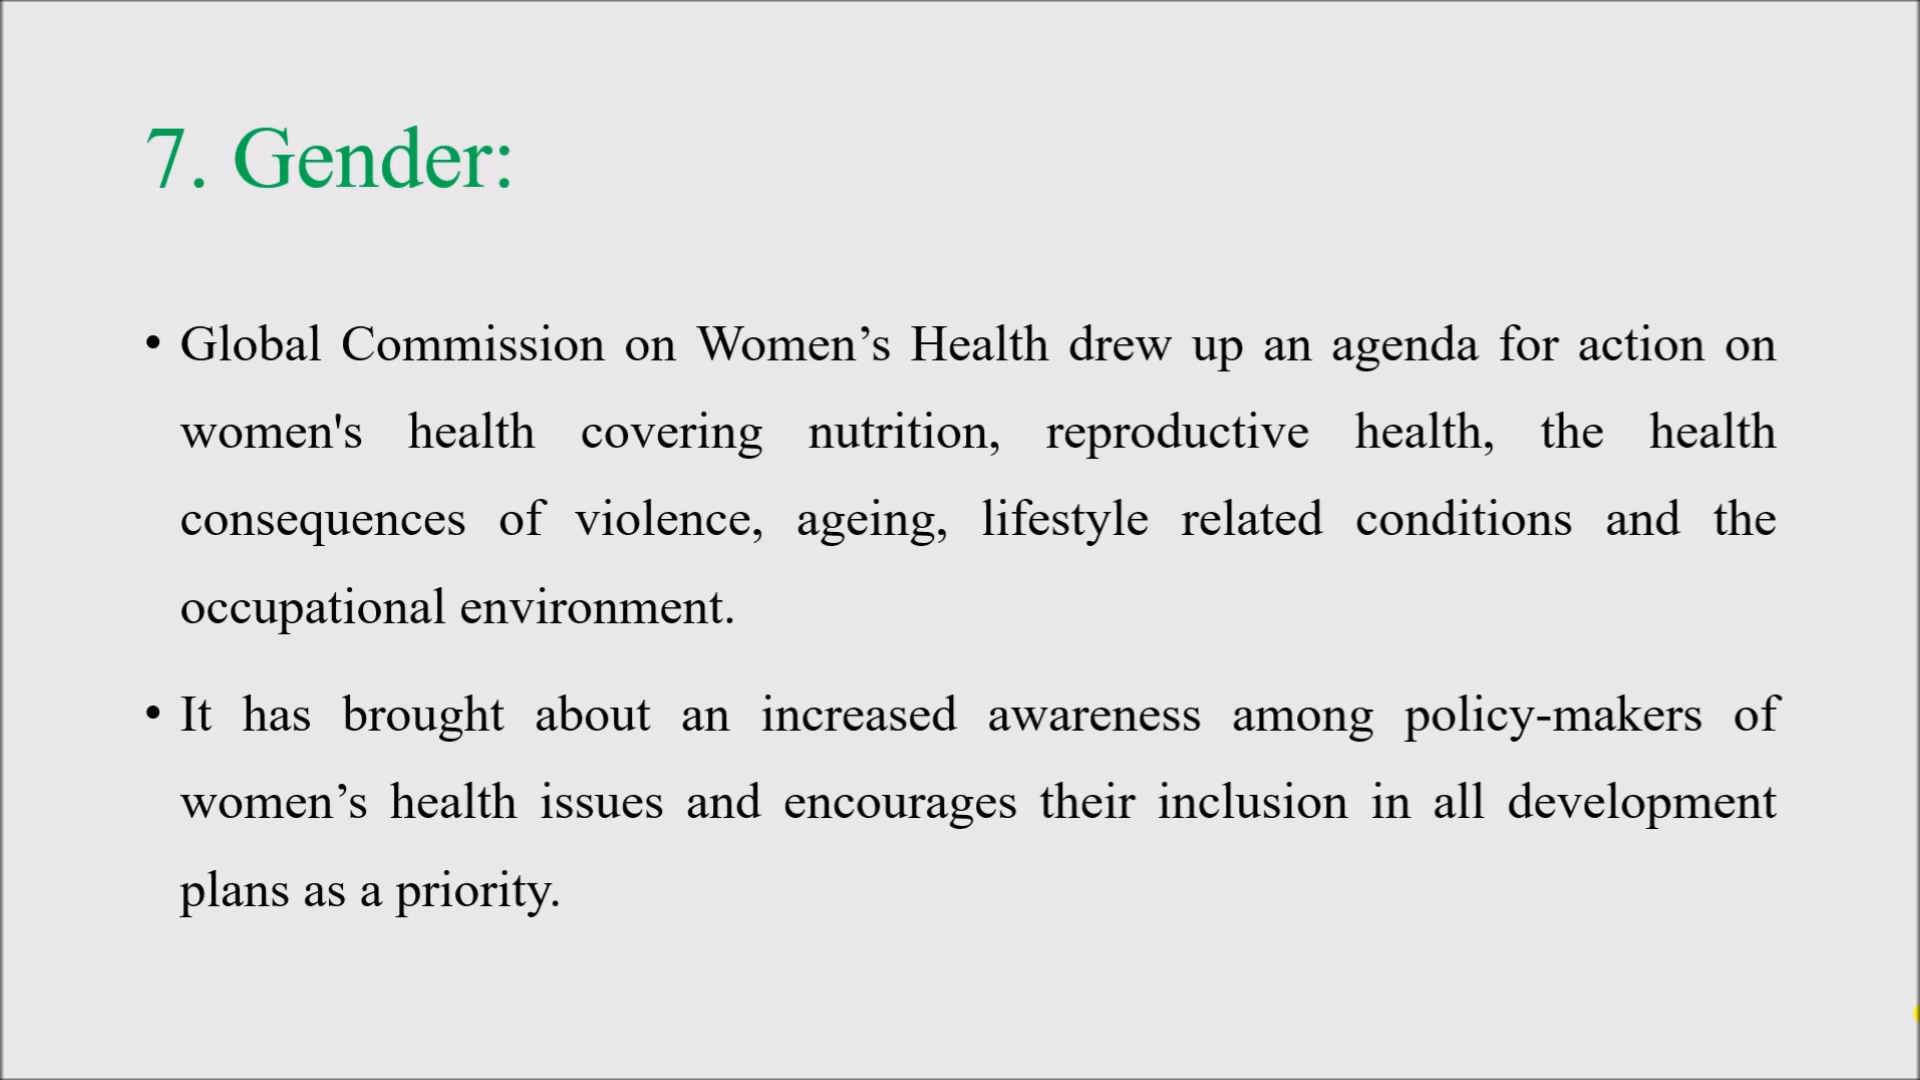 7. Gender:
• Global Commission on Women’s Health drew up an agenda for action on
women's health covering nutrition, reproductive health, the health
consequences of violence, ageing, lifestyle related conditions and the
occupational environment.
• It has brought about an increased awareness among policy-makers of
women’s health issues and encourages their inclusion in all development
plans as a priority.